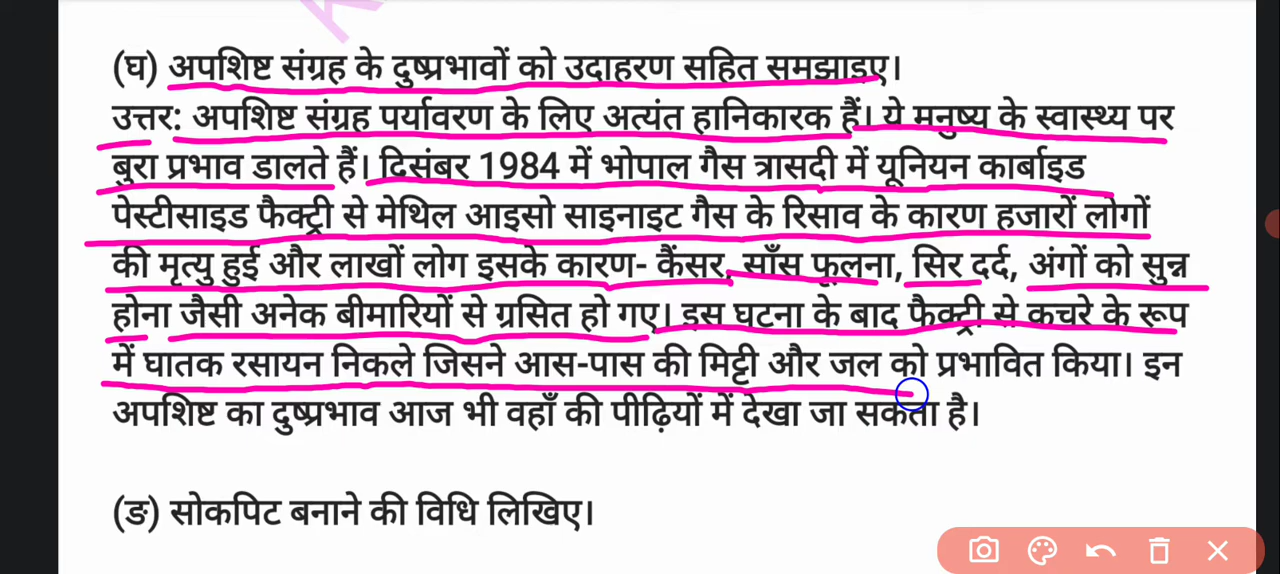 (घ) अपशिष्ट संग्रह के दुष्प्रभावों को उदाहरण सहित समझाइए।
उत्तर: अपशिष्ट संग्रह पर्यावरण के लिए अत्यंत हानिकारक हैं। ये मनुष्य के स्वास्थ्य पर
बुरा प्रभाव डालते हैं। दिसंबर 1984 में भोपाल गैस त्रासदी में यूनियन कार्बाइड
पेस्टीसाइड फैक्ट्री से मेथिल आइसो साइनाइट गैस के रिसाव के कारण हजारों लोगों
की मृत्यु हुई और लाखों लोग इसके कारण- कैंसर, साँस फूलना, सिर दर्द, अंगों को सुन्न
होना जैसी अनेक बीमारियों से ग्रसित हो गए। इस घटना के बाद फैक्ट्री से कचरे के रूप
में घातक रसायन निकले जिसने आस-पास की मिट्टी और जल को प्रभावित किया। इन
अपशिष्ट का दुष्प्रभाव आज भी वहाँ की पीढ़ियों में देखा जा सकता है।
(ङ) सोकपिट बनाने की विधि लिखिए।